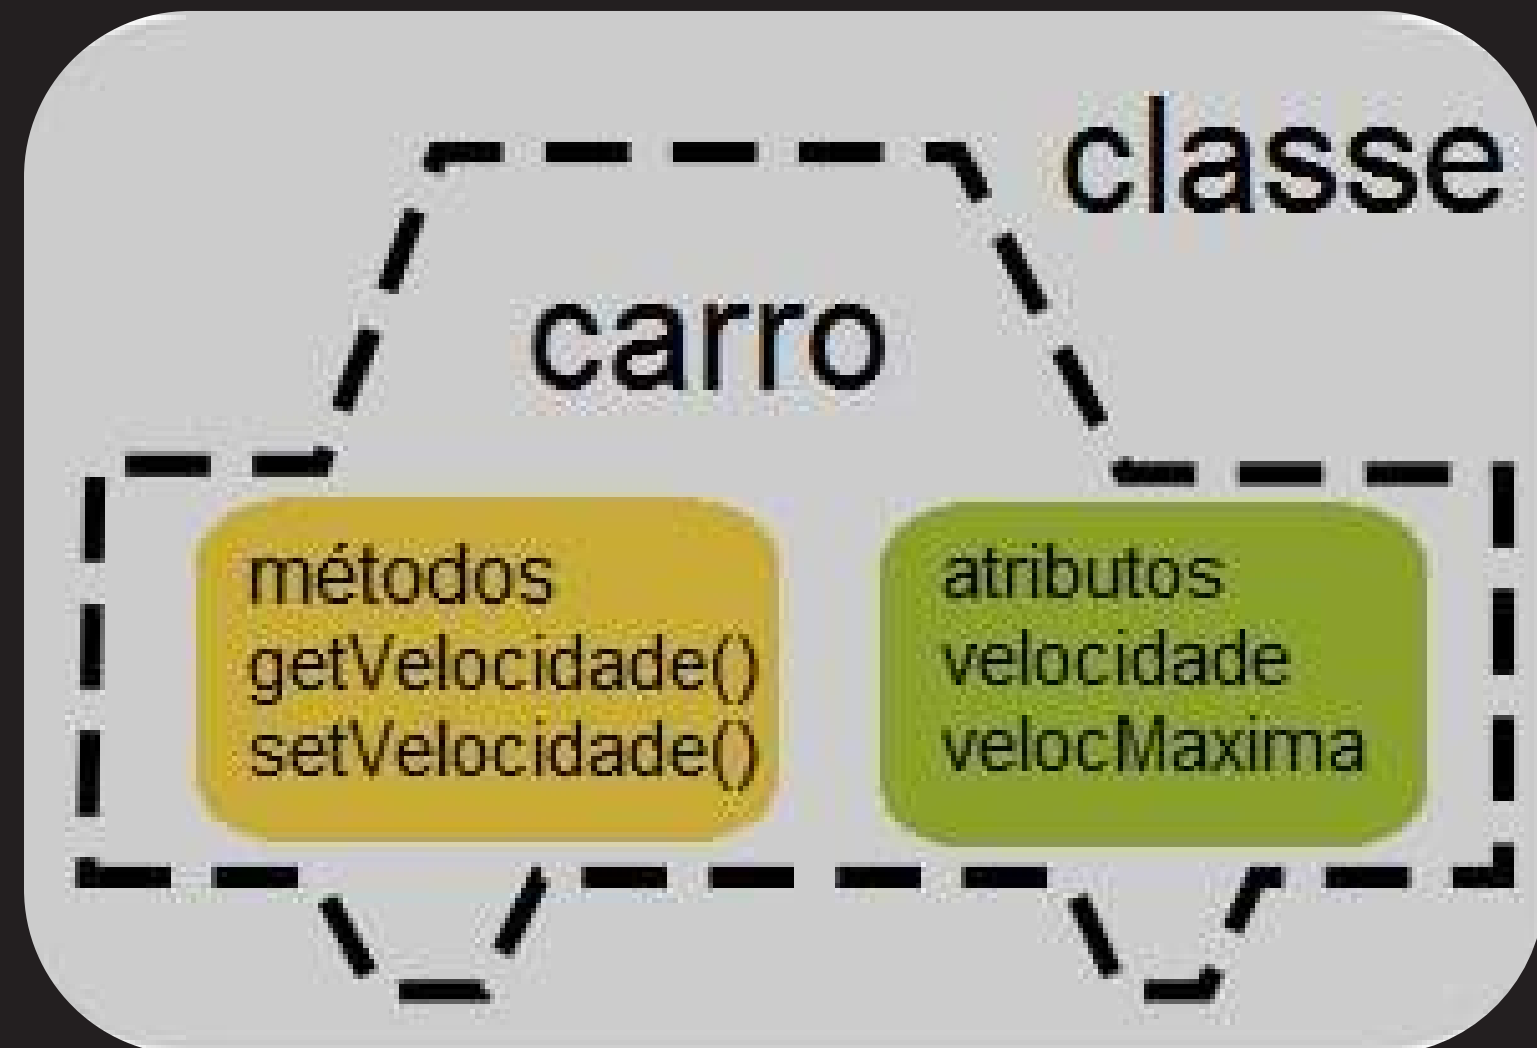 classe
carro
métodos
getVelocidade()
setVelocidade()
atributos
velocidade
velocMaxima